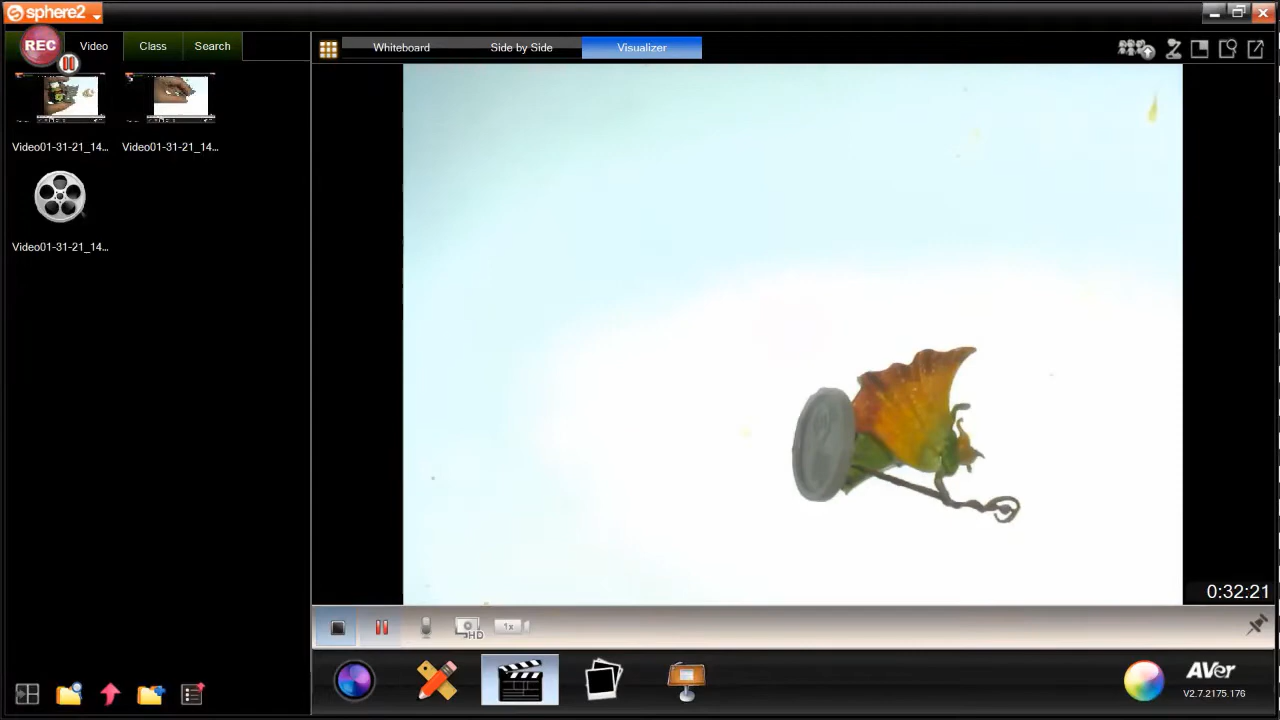 sphere2
REC
Video
Class
Search
Whiteboard
Side by Side
Visualizer
Video01-31-21_14...
Video01-31-21_14...
Video01-31-21_14...
0:32:21
HD
1x
AVer
V2.7.2175.176